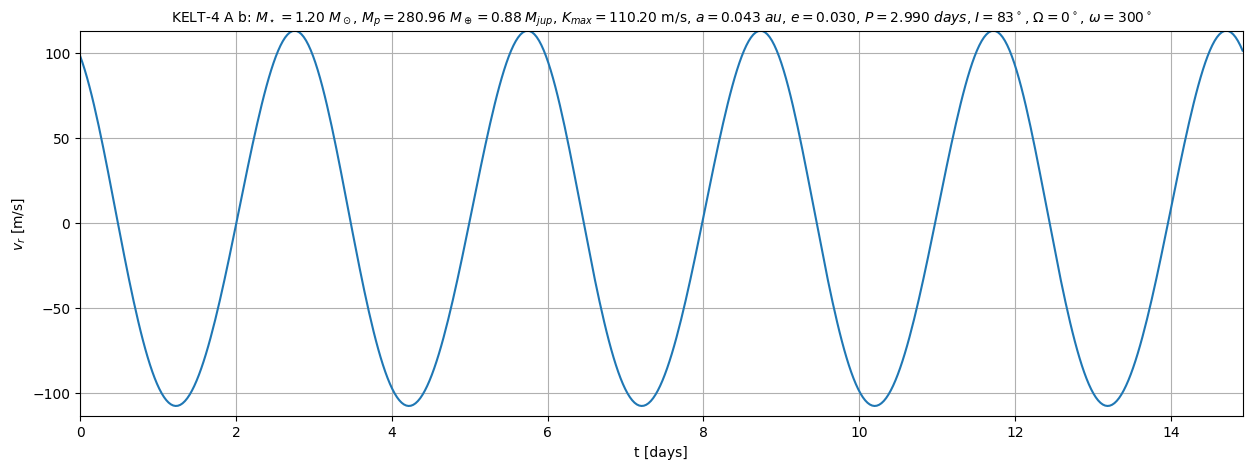 KELT-4 A b: M⋆ = 1.20 M⊙, Mp = 280.96 M⊕ = 0.88 Mjup, Kmax = 110.20 m/s, a = 0.043 au, e = 0.030, P = 2.990 days, I = 83°, Ω = 0°, ω = 300°
100
50
0
−50
−100
vr [m/s]
0 2 4 6 8 10 12 14
t [days]